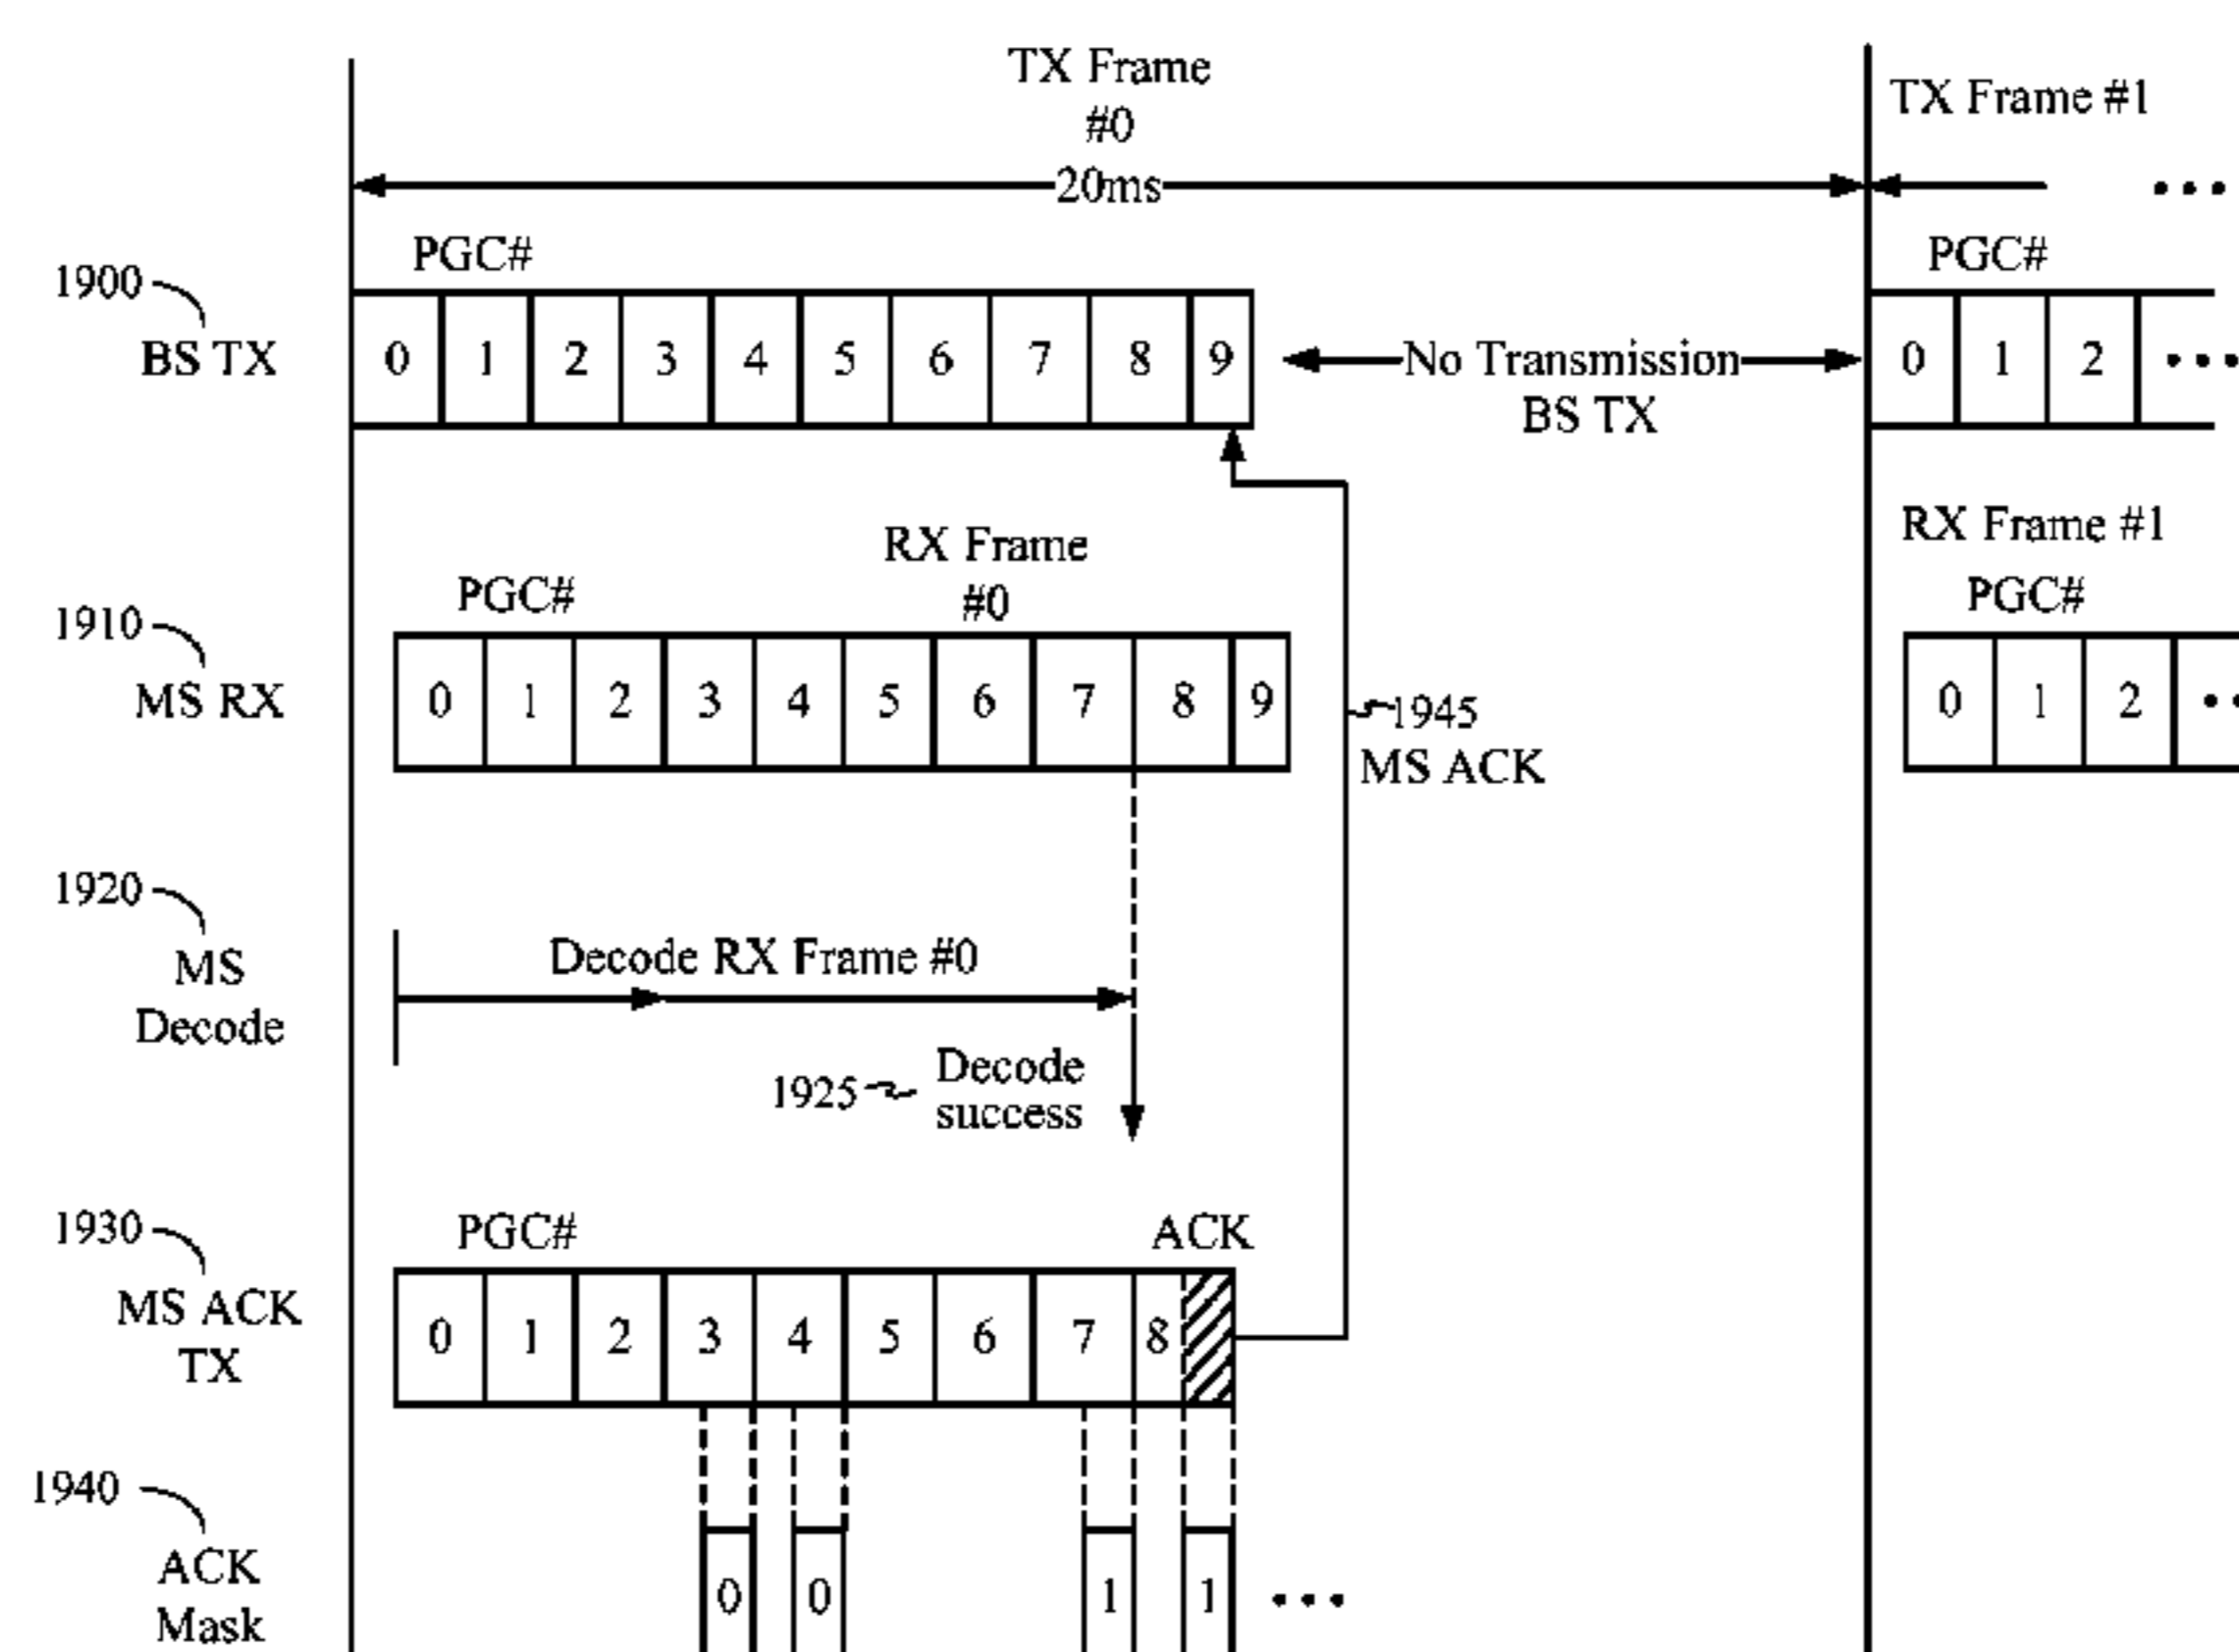 TX Frame
#0
20ms
TX Frame #1
...
1900
BS TX
PGC#
0 1 2 3 4 5 6 7 8 9
No Transmission
BS TX
PGC#
0 1 2 ...
1910
MS RX
PGC#
RX Frame
#0
0 1 2 3 4 5 6 7 8 9
1945
MS ACK
RX Frame #1
PGC#
0 1 2
1920
MS
Decode
Decode RX Frame #0
1925
Decode
success
1930
MS ACK
TX
PGC#
ACK
0 1 2 3 4 5 6 7 8
1940
ACK
Mask
0 0 1 1 ...